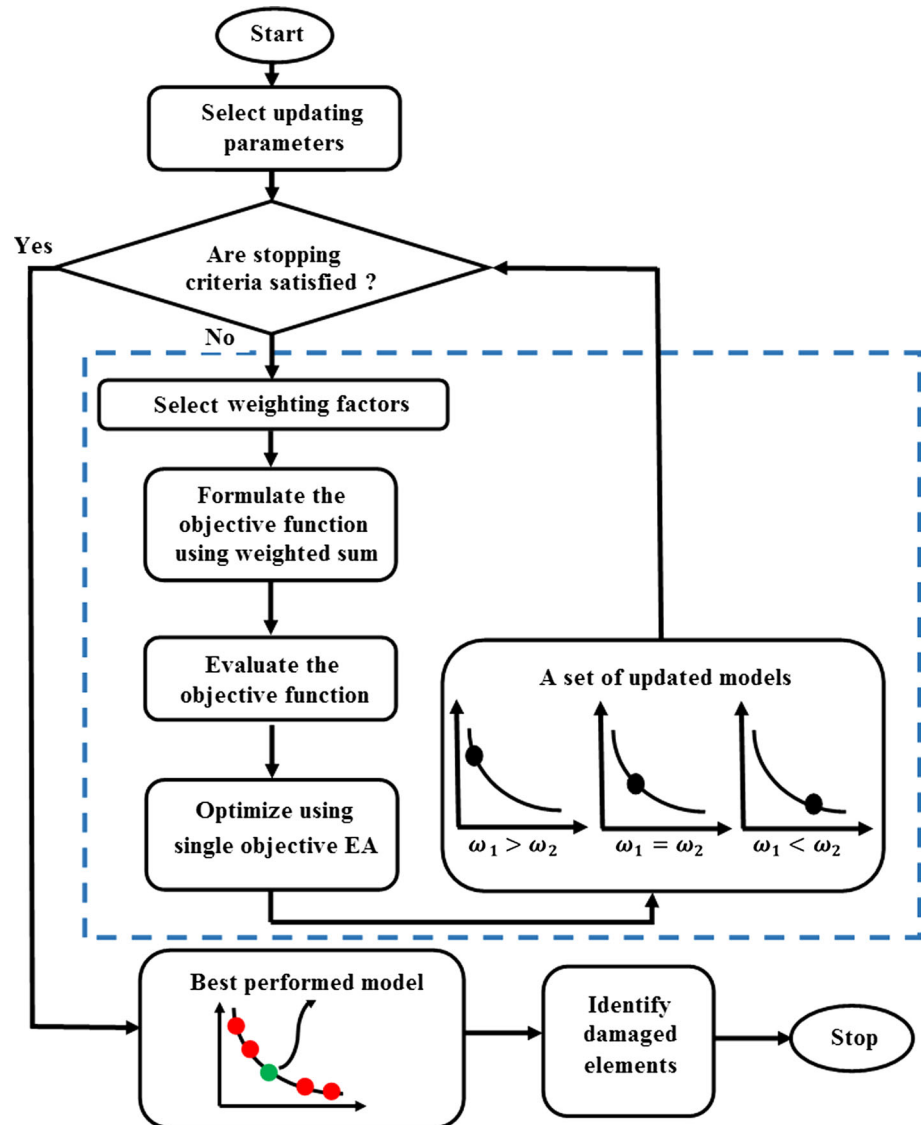 Start
Select updating
parameters
Yes
Are stopping
criteria satisfied ?
No
Select weighting factors
Formulate the
objective function
using weighted sum
Evaluate the
objective function
A set of updated models
Optimize using
single objective EA
ω₁ > ω₂
ω₁ = ω₂
ω₁ < ω₂
Best performed model
Identify
damaged
elements
Stop